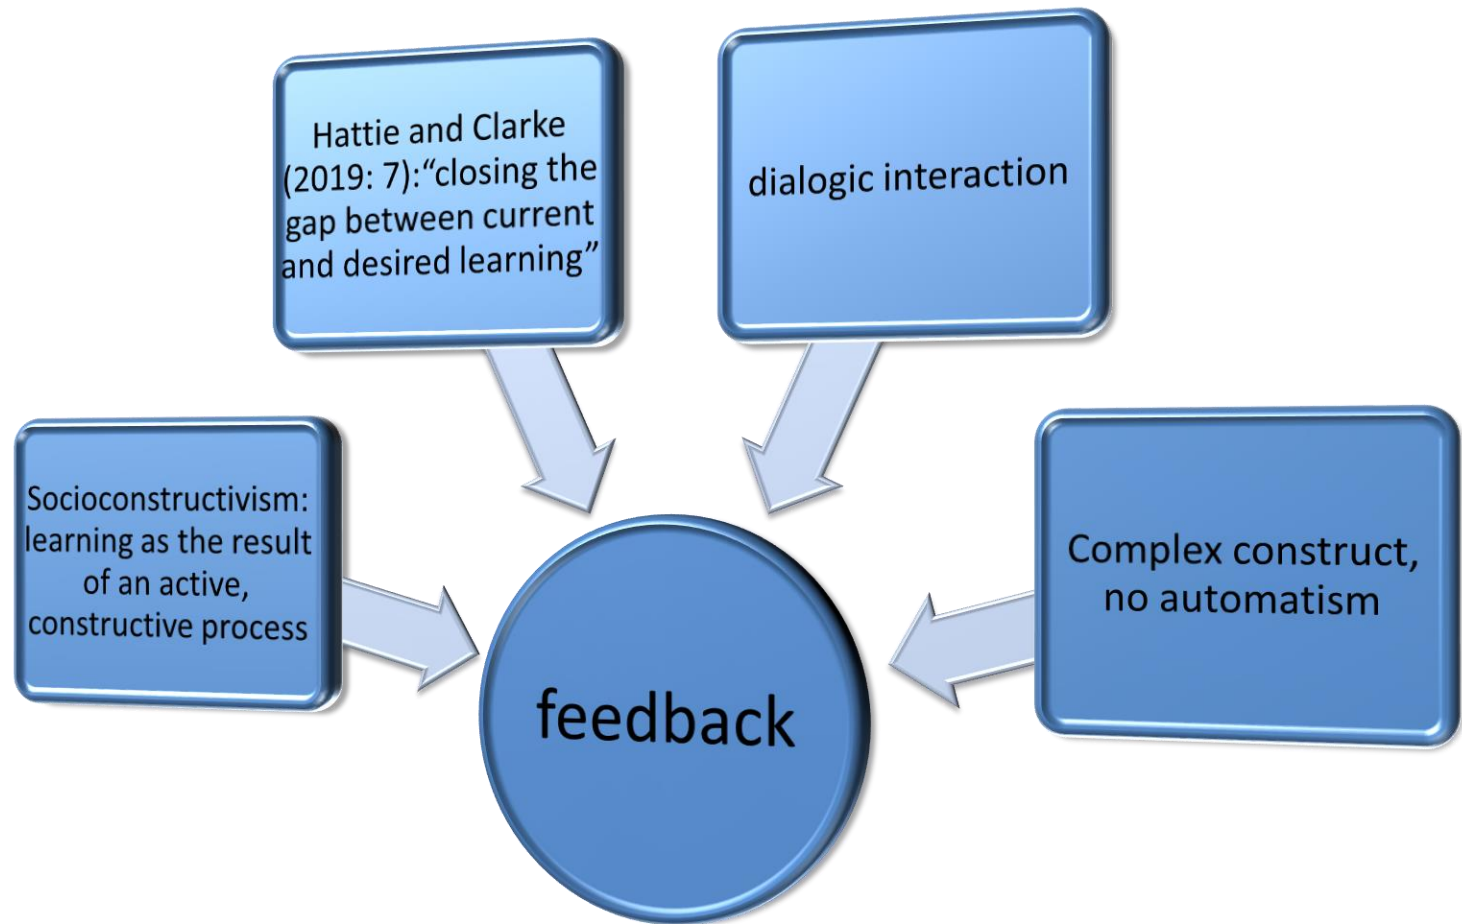 Hattie and Clarke
(2019: 7):“closing the
gap between current
and desired learning”
dialogic interaction
Socioconstructivism:
learning as the result
of an active,
constructive process
Complex construct,
no automatism
feedback